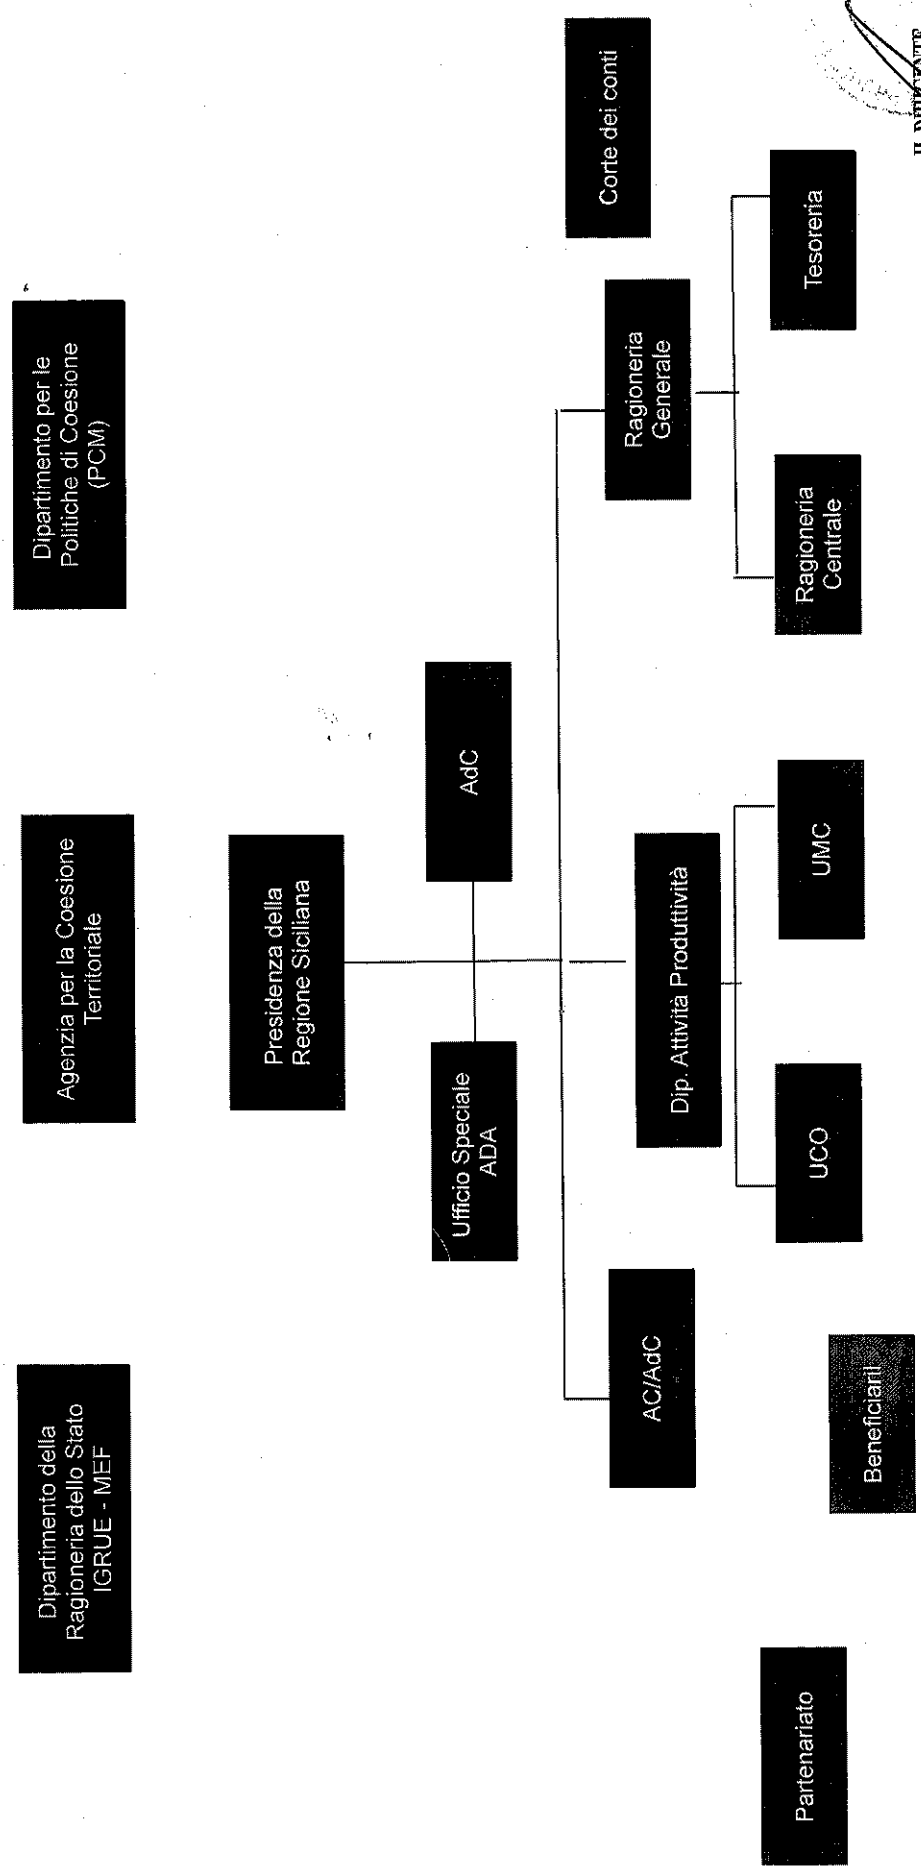 Dipartimento della
Ragioneria dello Stato
IGRUE - MEF
Agenzia per la Coesione
Territoriale
Dipartimento per le
Politiche di Coesione
(PCM)
Presidenza della
Regione Siciliana
Ufficio Speciale
ADA
AdC
Corte dei conti
AC/AdC
Dip. Attività Produttività
Ragioneria
Generale
UCO
UMC
Ragioneria
Centrale
Tesoreria
Partenariato
Beneficiaril